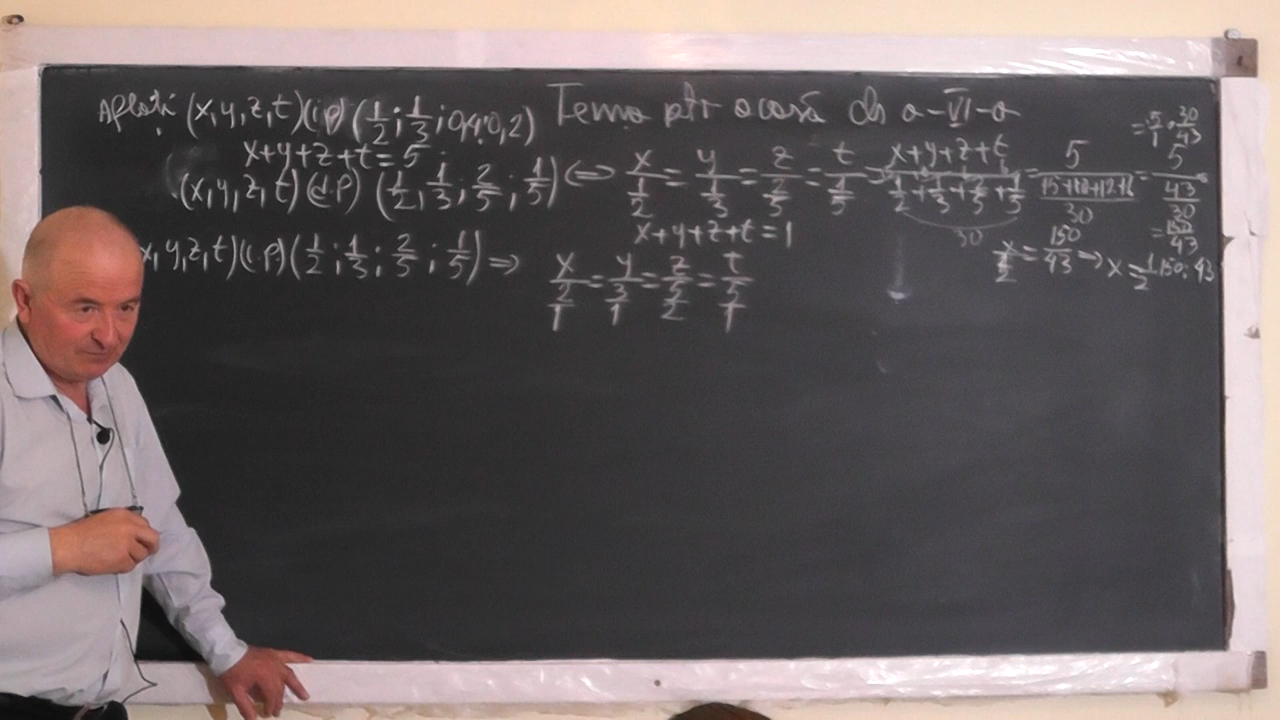 Aflați (x,y,z,t)(i.p)(1/2; 1/3; 0,4; 0,2) Tema ptr acasă cls a-VI-a
x+y+z+t=5
(x,y,z,t)(d.p)(1/2, 1/3; 2/5; 1/5) ⇔ x/(1/2) = y/(1/3) = z/(2/5) = t/(1/5) = (x+y+z+t)/(1/2+1/3+2/5+1/5) = 5/((15+10+12+6)/30) = 5/(43/30) = 5/1 · 30/43 = 150/43
x+y+z+t=1 30
x/(1/2) = 150/43 ⇒ x = 1/2 150:43
x,y,z,t)(i.p)(1/2; 1/3; 2/5; 1/5) ⇒ x/(2/1) = y/(3/1) = z/(5/2) = t/(5/1)